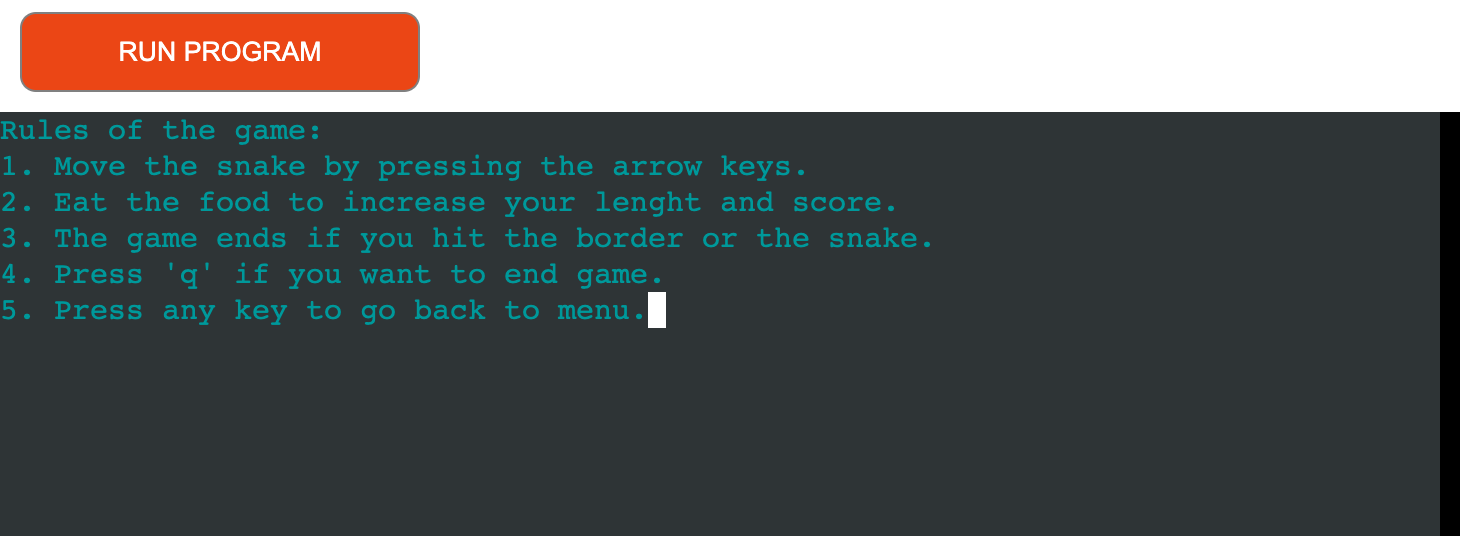 RUN PROGRAM
Rules of the game:
1. Move the snake by pressing the arrow keys.
2. Eat the food to increase your lenght and score.
3. The game ends if you hit the border or the snake.
4. Press 'q' if you want to end game.
5. Press any key to go back to menu.